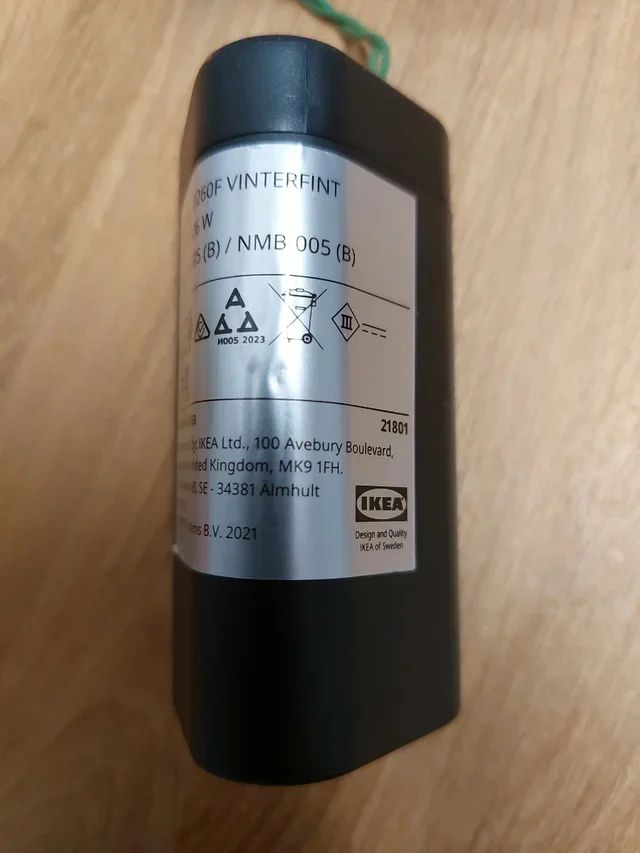 260F VINTERFINT
W
(B) / NMB-005 (B)
III
И005 2023
21801
IKEA Ltd., 100 Avebury Boulevard,
Kingdom, MK9 1FH.
SE - 34381 Älmhult
B.V. 2021
IKEA
Design and Quality
IKEA of Sweden